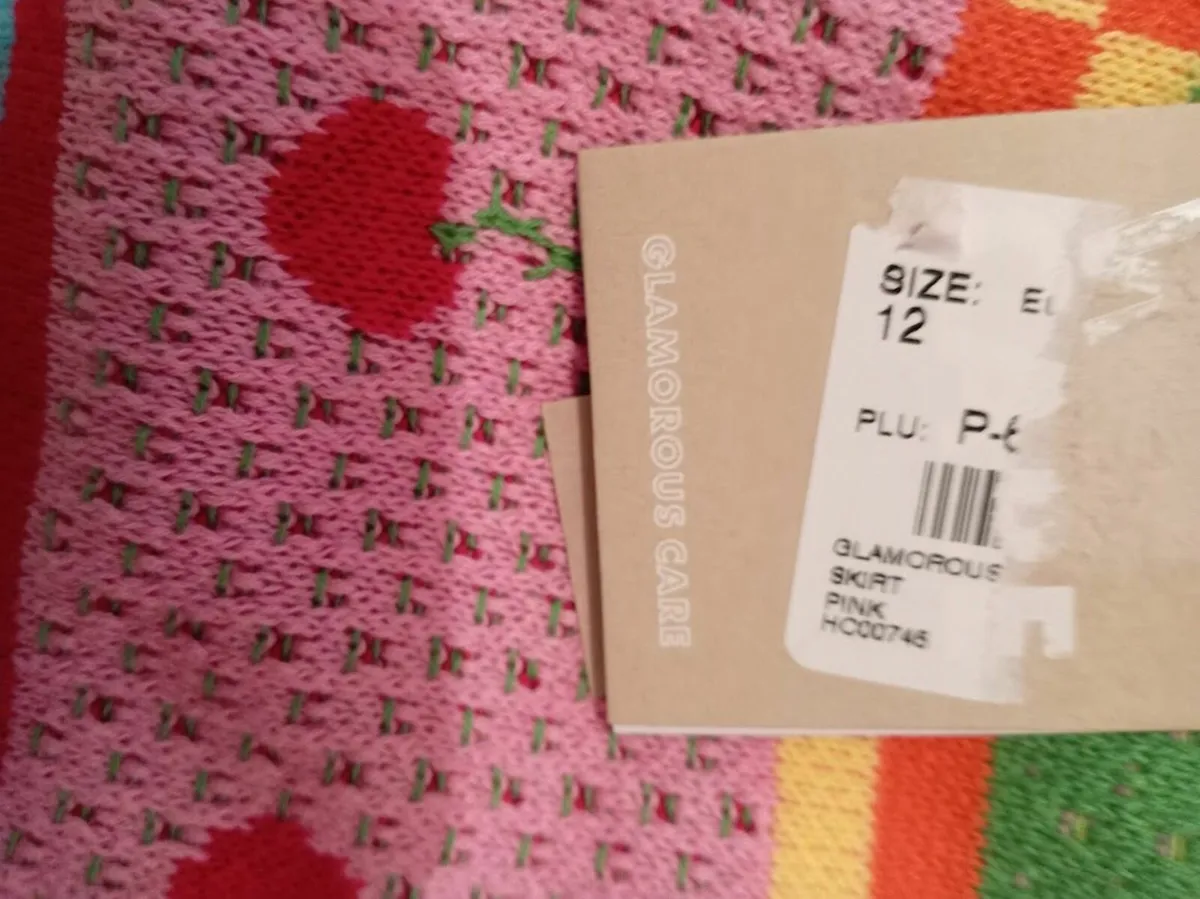 GLAMOROUS CARE
SIZE:
12
PLU: P-
GLAMOROUS
SKIRT
PINK
HC00746